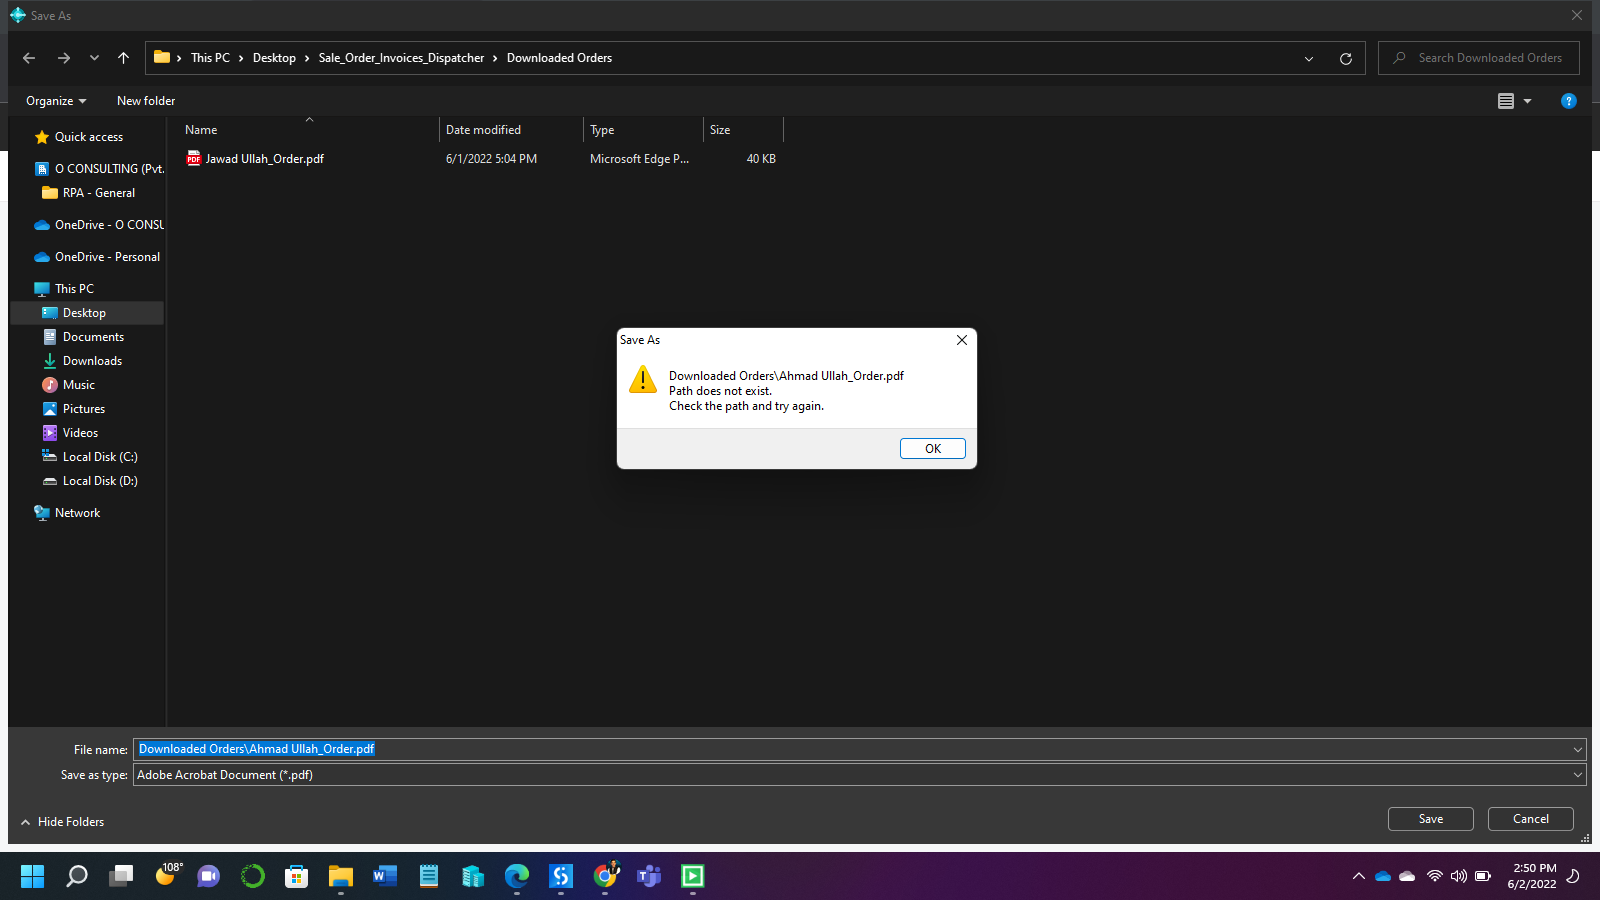 Save As
This PC
Desktop
Sale_Order_Invoices_Dispatcher
Downloaded Orders
Search Downloaded Orders
Organize
New folder
?
Name
Date modified
Type
Size
Quick access
O CONSULTING (Pvt.
RPA - General
OneDrive - O CONSU
OneDrive - Personal
This PC
Desktop
Documents
Downloads
Music
Pictures
Videos
Local Disk (C:)
Local Disk (D:)
Network
PDF
Jawad Ullah_Order.pdf
6/1/2022 5:04 PM
Microsoft Edge P...
40 KB
Save As
Downloaded Orders\Ahmad Ullah_Order.pdf
Path does not exist.
Check the path and try again.
OK
File name:
Downloaded Orders\Ahmad Ullah_Order.pdf
Save as type:
Adobe Acrobat Document (*.pdf)
Hide Folders
Save
Cancel
108°
2:50 PM
6/2/2022